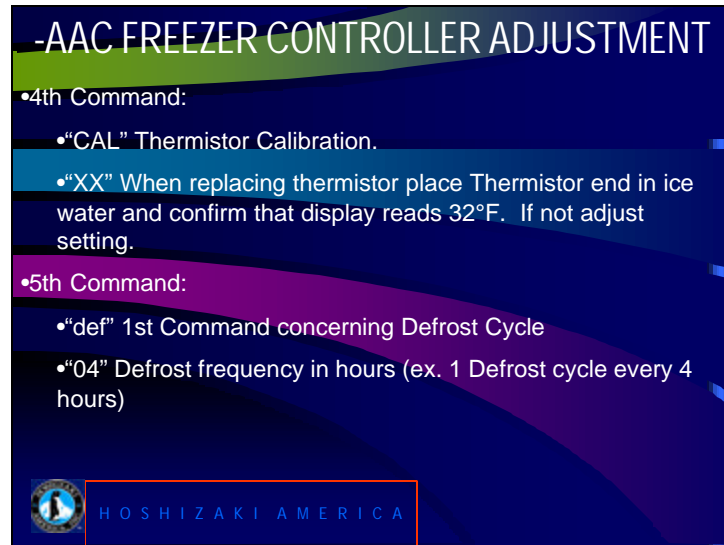 -AAC FREEZER CONTROLLER ADJUSTMENT
•4th Command:
•“CAL” Thermistor Calibration.
•“XX” When replacing thermistor place Thermistor end in ice
water and confirm that display reads 32°F.  If not adjust
setting.
•5th Command:
•“def” 1st Command concerning Defrost Cycle
•“04” Defrost frequency in hours (ex. 1 Defrost cycle every 4
hours)
HOSHIZAKI AMERICA